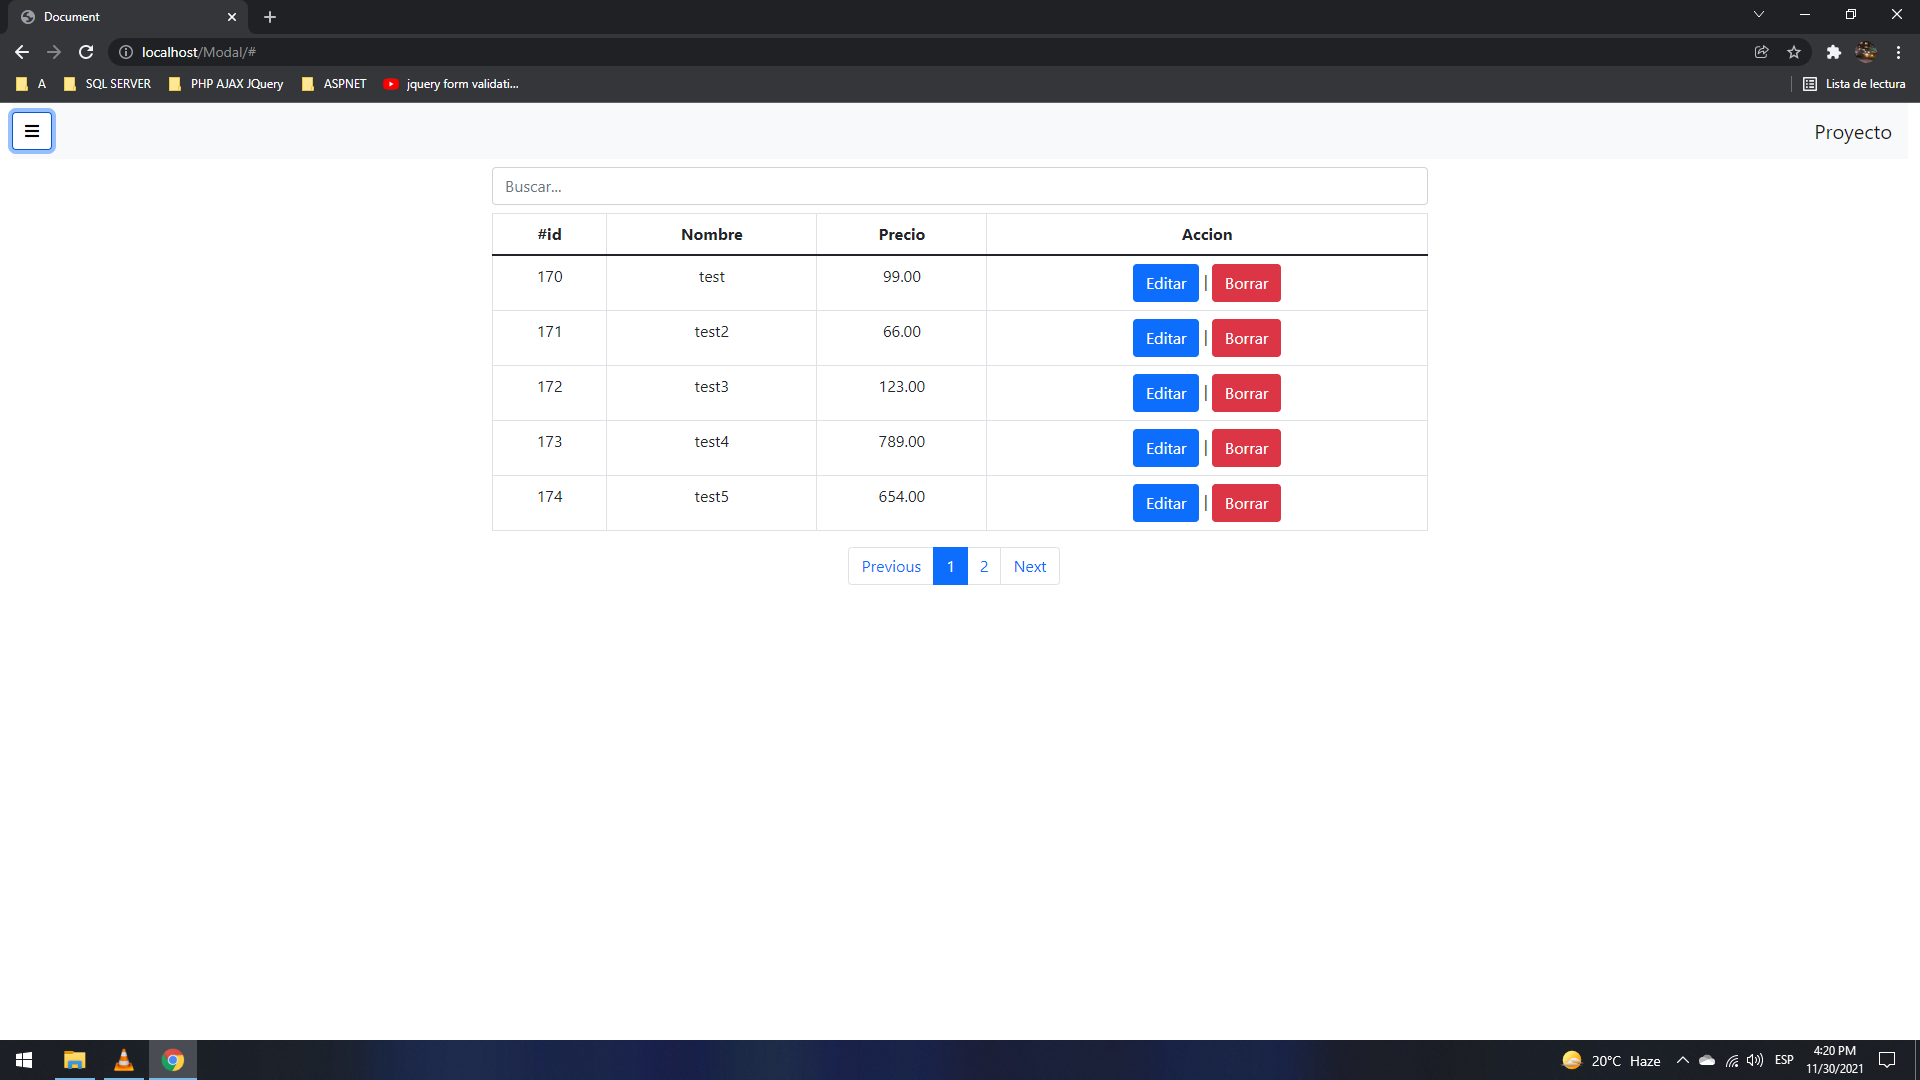 Document
localhost/Modal/#
A SQL SERVER PHP AJAX JQuery ASPNET jquery form validati... Lista de lectura
Proyecto
Buscar...
#id Nombre Precio Accion
170 test 99.00 Editar | Borrar
171 test2 66.00 Editar | Borrar
172 test3 123.00 Editar | Borrar
173 test4 789.00 Editar | Borrar
174 test5 654.00 Editar | Borrar
Previous 1 2 Next
20°C Haze ESP 4:20 PM
11/30/2021